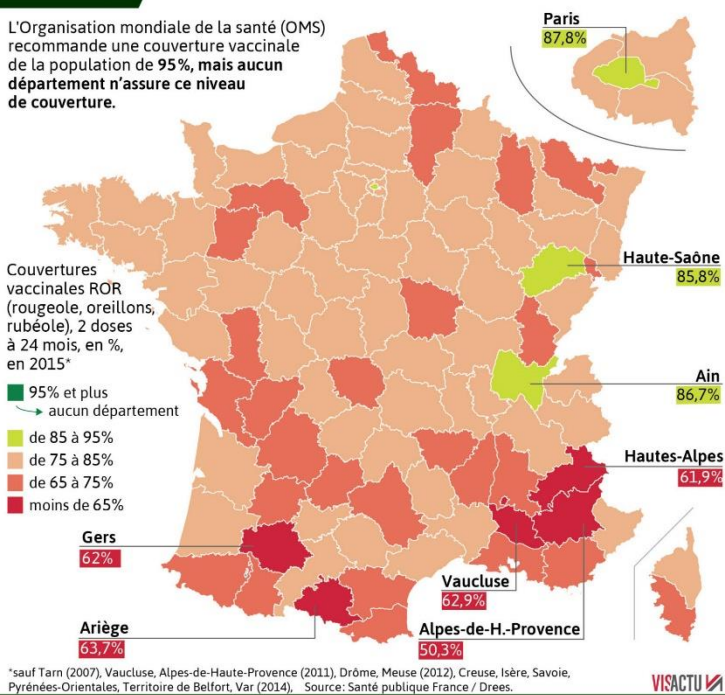 L'Organisation mondiale de la santé (OMS)
recommande une couverture vaccinale
de la population de 95%, mais aucun
département n'assure ce niveau
de couverture.
Paris
87,8%
Haute-Saône
85,8%
Couvertures
vaccinales ROR
(rougeole, oreillons,
rubéole), 2 doses
à 24 mois, en %,
en 2015*
95% et plus
aucun département
de 85 à 95%
de 75 à 85%
de 65 à 75%
moins de 65%
Ain
86,7%
Hautes-Alpes
61,9%
Gers
62%
Vaucluse
62,9%
Ariège
63,7%
Alpes-de-H.-Provence
50,3%
*sauf Tarn (2007), Vaucluse, Alpes-de-Haute-Provence (2011), Drôme, Meuse (2012), Creuse, Isère, Savoie,
Pyrénées-Orientales, Territoire de Belfort, Var (2014), Source: Santé publique France / Drees.
VISACTU